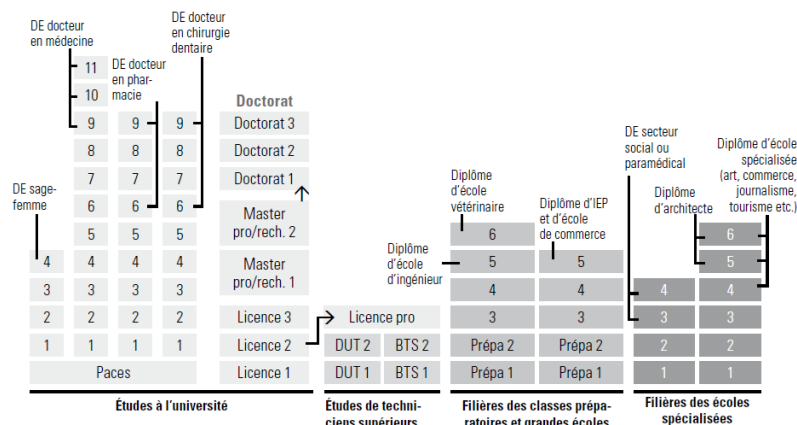 DE docteur
en médecine
DE docteur
en chirurgie
dentaire
DE docteur
en phar-
macie
11
10
Doctorat
9 9 9 Doctorat 3
8 8 8 Doctorat 2
7 7 7 Doctorat 1
DE sage-
femme
6 6 6
Master
pro/rech. 2
5 5 5
4 4 4 4
Master
pro/rech. 1
3 3 3 3
2 2 2 2 Licence 3
1 1 1 1 Licence 2
Paces Licence 1
Études à l'université
Licence pro
DUT 2 BTS 2
DUT 1 BTS 1
Études de techni-
ciens supérieurs
Diplôme
d'école
vétérinaire
Diplôme d'IEP
et d'école
de commerce
Diplôme
d'école
d'ingénieur
6
5 5
4 4
3 3
Prépa 2 Prépa 2
Prépa 1 Prépa 1
Filières des classes prépa-
ratoires et grandes écoles
DE secteur
social ou
paramédical
Diplôme d'école
spécialisée
(art, commerce,
journalisme,
tourisme etc.)
Diplôme
d'architecte
6
5
4 4
3 3
2 2
1 1
Filières des écoles
spécialisées